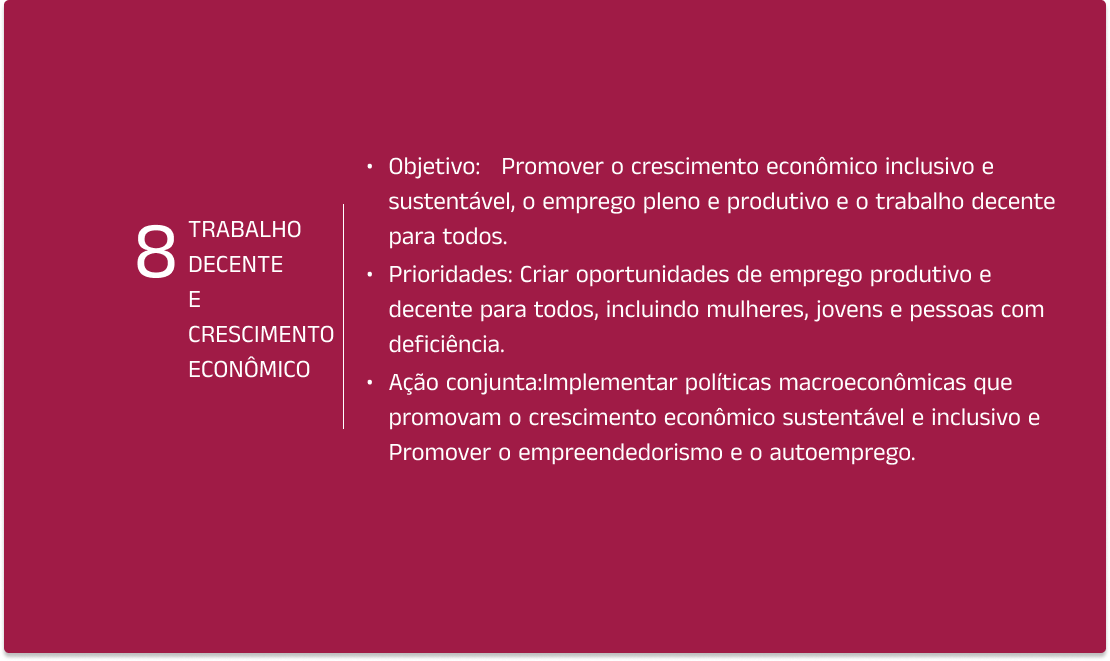 8
TRABALHO
DECENTE
E
CRESCIMENTO
ECONÔMICO
• Objetivo: Promover o crescimento econômico inclusivo e
sustentável, o emprego pleno e produtivo e o trabalho decente
para todos.
• Prioridades: Criar oportunidades de emprego produtivo e
decente para todos, incluindo mulheres, jovens e pessoas com
deficiência.
• Ação conjunta:Implementar políticas macroeconômicas que
promovam o crescimento econômico sustentável e inclusivo e
Promover o empreendedorismo e o autoemprego.